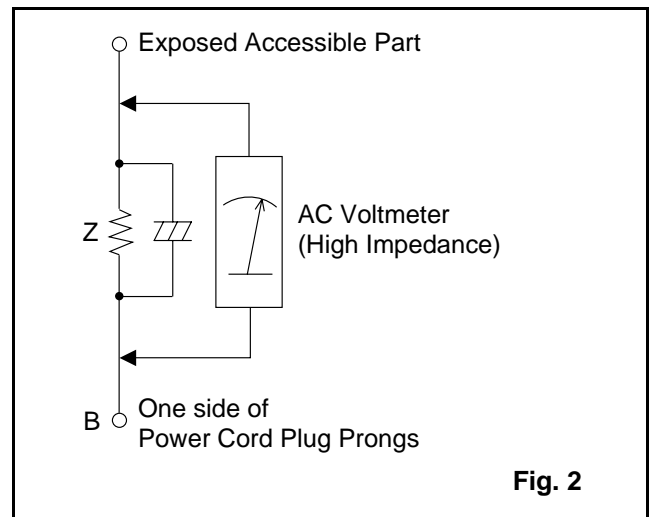 Exposed Accessible Part
Z
AC Voltmeter
(High Impedance)
B
One side of
Power Cord Plug Prongs
Fig. 2